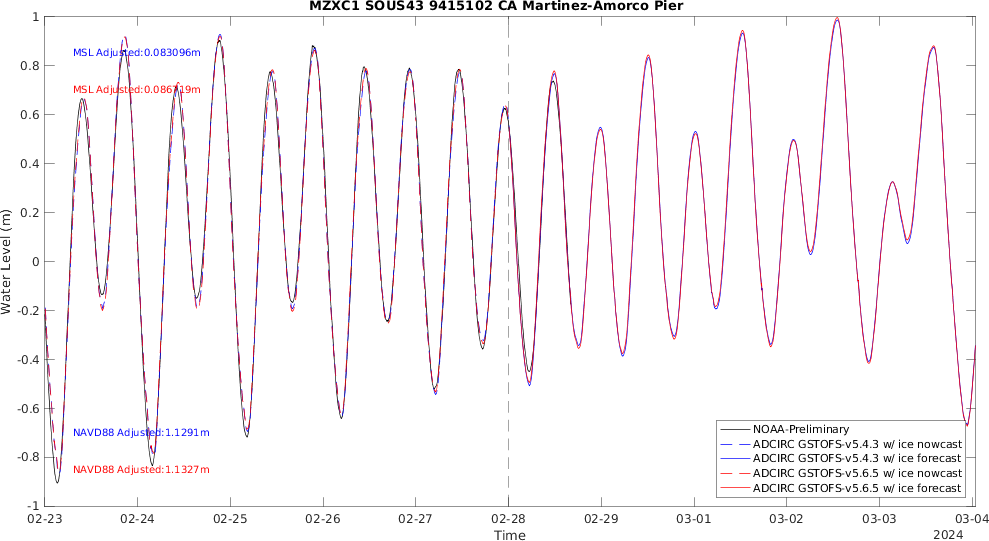 MZXC1 SOUS43 9415102 CA Martinez-Amorco Pier
1
0.8
0.6
0.4
0.2
0
-0.2
-0.4
-0.6
-0.8
-1
Water Level (m)
MSL Adjusted:0.083096m
MSL Adjusted:0.086719m
NAVD88 Adjusted:1.1291m
NAVD88 Adjusted:1.1327m
NOAA-Preliminary
ADCIRC GSTOFS-v5.4.3 w/ ice nowcast
ADCIRC GSTOFS-v5.4.3 w/ ice forecast
ADCIRC GSTOFS-v5.6.5 w/ ice nowcast
ADCIRC GSTOFS-v5.6.5 w/ ice forecast
02-23 02-24 02-25 02-26 02-27 02-28 02-29 03-01 03-02 03-03 03-04
Time
2024